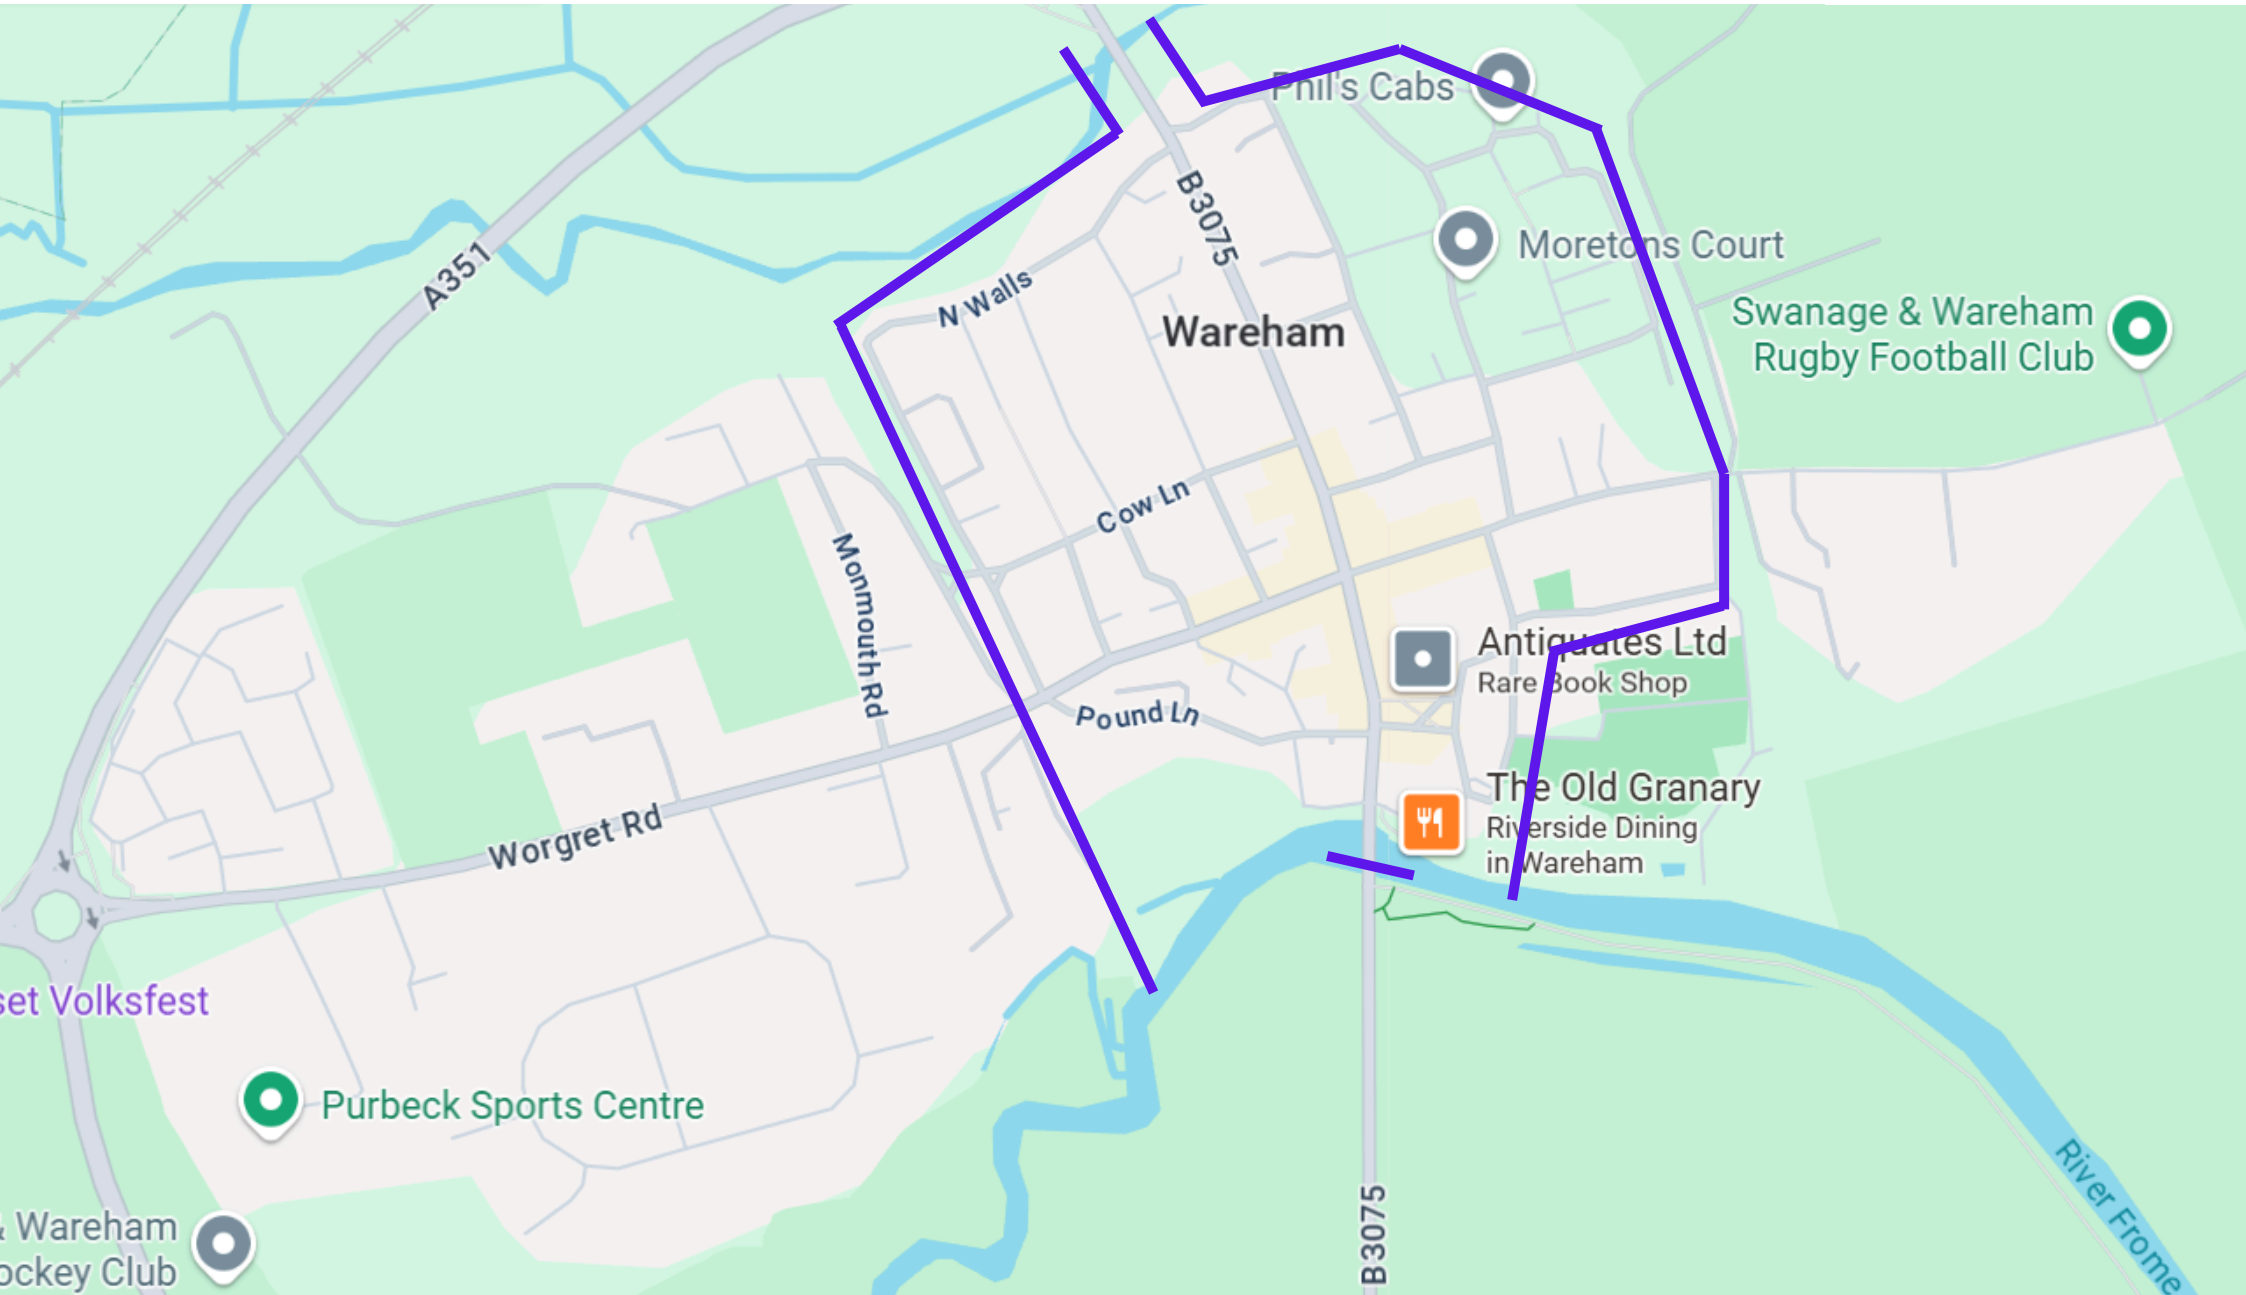 Phil's Cabs
B3075
Moretons Court
A351
N Walls
Wareham
Swanage & Wareham
Rugby Football Club
Cow Ln
Monmouth Rd
Antiquates Ltd
Rare Book Shop
Pound Ln
The Old Granary
Riverside Dining
in Wareham
Worgret Rd
set Volksfest
Purbeck Sports Centre
River Frome
B3075
& Wareham
ockey Club